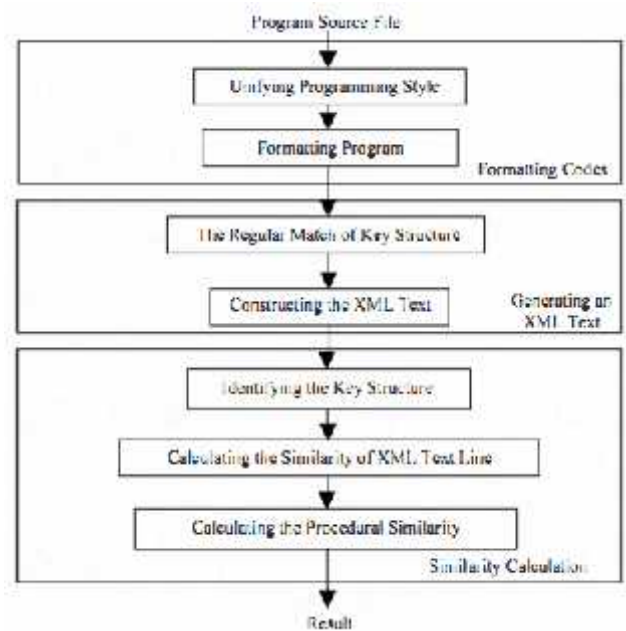 Program Source File
Unifying Programming Style
Formatting Program
Formatting Codes
The Regular Match of Key Structure
Constructing the XML Text
Generating an
XML Text
Identifying the Key Structure
Calculating the Similarity of XML Text Line
Calculating the Procedural Similarity
Similarity Calculation
Result